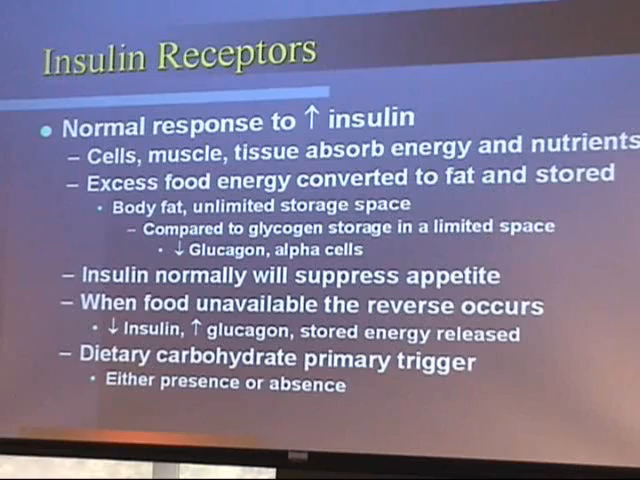 Insulin Receptors
• Normal response to ↑ insulin
– Cells, muscle, tissue absorb energy and nutrients
– Excess food energy converted to fat and stored
• Body fat, unlimited storage space
– Compared to glycogen storage in a limited space
• ↓ Glucagon, alpha cells
– Insulin normally will suppress appetite
– When food unavailable the reverse occurs
• ↓ Insulin, ↑ glucagon, stored energy released
– Dietary carbohydrate primary trigger
• Either presence or absence